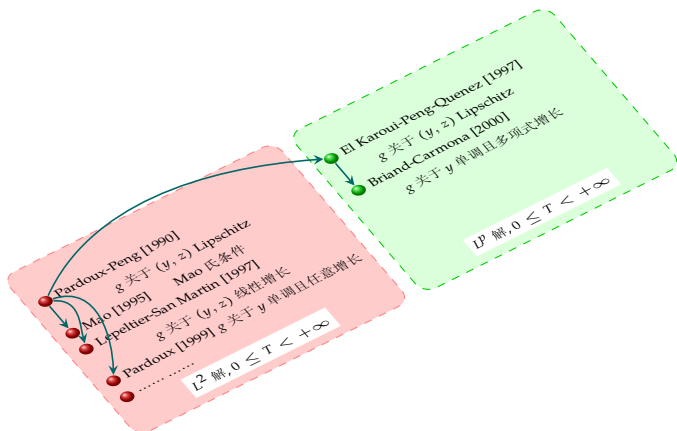 Pardoux-Peng [1990]
g 关于 (y, z) Lipschitz
Mao [1995] Mao 氏条件
Lepeltier-San Martin [1997]
g 关于 (y, z) 线性增长
Pardoux [1999] g 关于 y 单调且任意增长
…… ……
L² 解, 0 ≤ T < +∞
El Karoui-Peng-Quenez [1997]
g 关于 (y, z) Lipschitz
Briand-Carmona [2000]
g 关于 y 单调且多项式增长
Lᵖ 解, 0 ≤ T < +∞